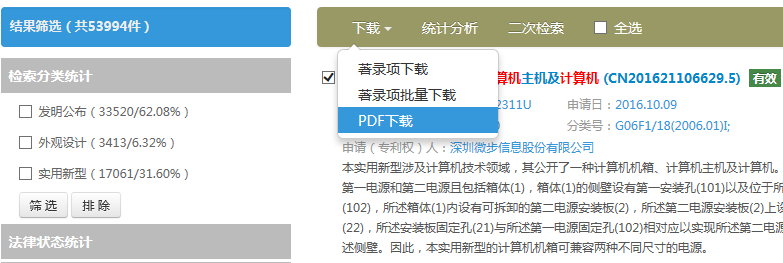 结果筛选（共53994件）
检索分类统计
发明公布（33520/62.08%）
外观设计（3413/6.32%）
实用新型（17061/31.60%）
筛 选 排 除
法律状态统计
下载 统计分析 二次检索 全选
著录项下载
著录项批量下载
PDF下载
算机主机及计算机 (CN201621106629.5) 有效
2311U 申请日：2016.10.09
分类号：G06F1/18(2006.01)I;
申请（专利权）人：深圳微步信息股份有限公司
本实用新型涉及计算机技术领域，其公开了一种计算机机箱、计算机主机及计算机。
第一电源和第二电源且包括箱体(1)，箱体(1)的侧壁设有第一安装孔(101)以及位于所
(102)，所述箱体(1)内设有可拆卸的第二电源安装板(2)，所述第二电源安装板(2)上设
(22)，所述安装板固定孔(21)与所述第一电源固定孔(102)相对应以实现所述第二电源
述侧壁。因此，本实用新型的计算机机箱可兼容两种不同尺寸的电源。